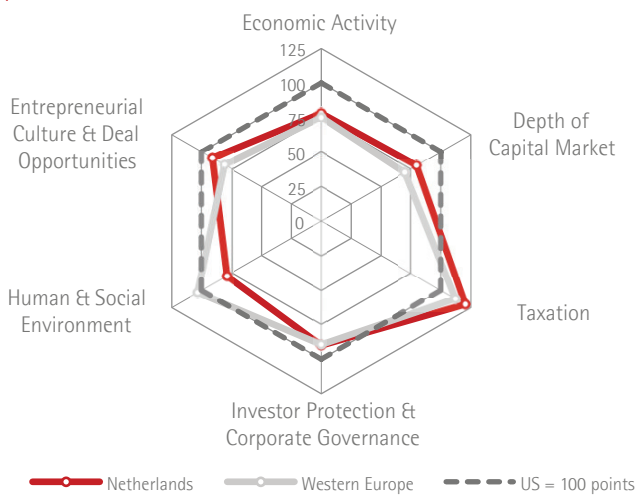 Economic Activity
125
100
75
50
25
0
Entrepreneurial
Culture & Deal
Opportunities
Depth of
Capital Market
Human & Social
Environment
Taxation
Investor Protection &
Corporate Governance
Netherlands
Western Europe
US = 100 points